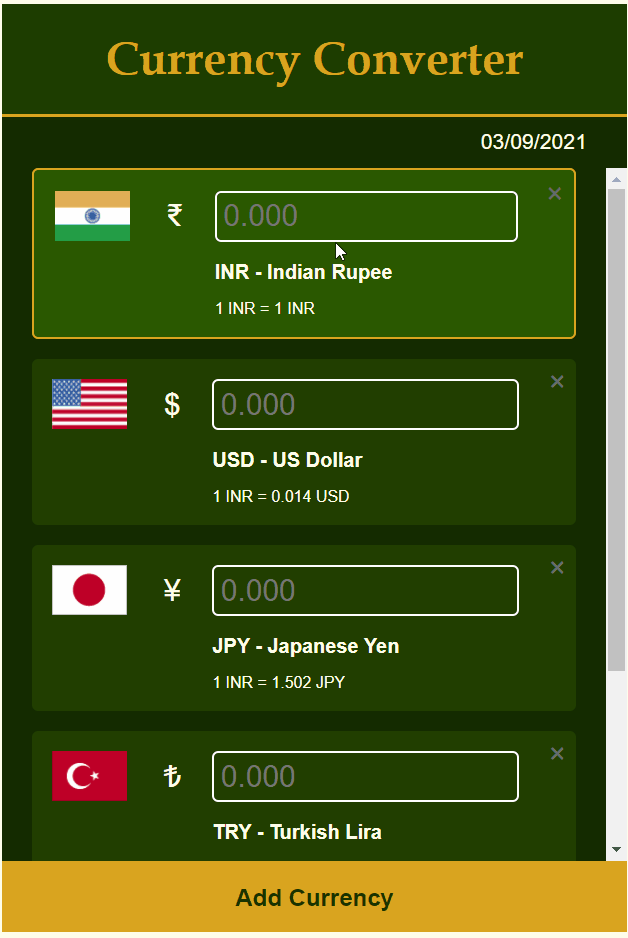 Currency Converter
03/09/2021
₹ 0.000 ×
INR - Indian Rupee
1 INR = 1 INR
$ 0.000 ×
USD - US Dollar
1 INR = 0.014 USD
¥ 0.000 ×
JPY - Japanese Yen
1 INR = 1.502 JPY
₺ 0.000 ×
TRY - Turkish Lira
Add Currency